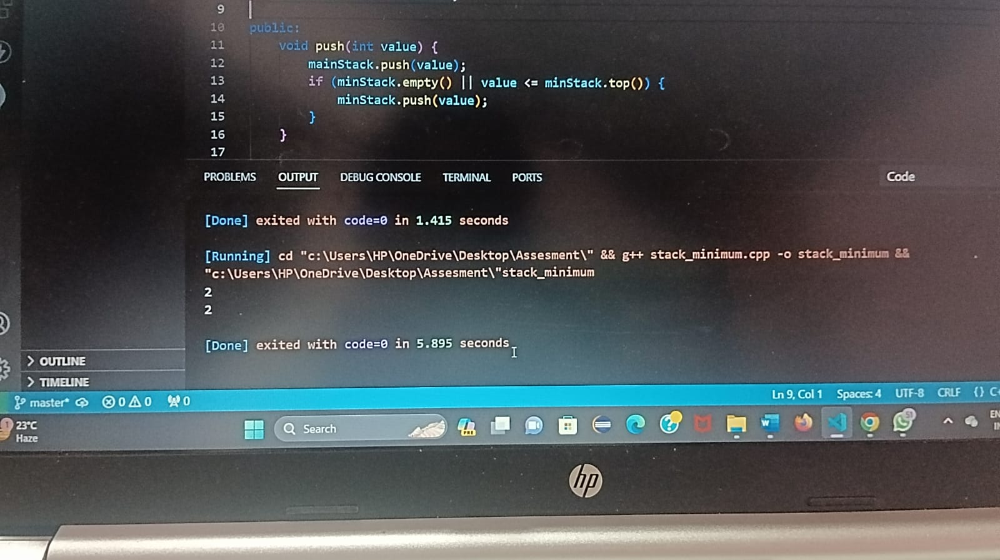 9
10 public:
11 void push(int value) {
12 mainStack.push(value);
13 if (minStack.empty() || value <= minStack.top()) {
14 minStack.push(value);
15 }
16 }
17
PROBLEMS OUTPUT DEBUG CONSOLE TERMINAL PORTS Code
[Done] exited with code=0 in 1.415 seconds
[Running] cd "c:\Users\HP\OneDrive\Desktop\Assesment\" && g++ stack_minimum.cpp -o stack_minimum &&
"c:\Users\HP\OneDrive\Desktop\Assesment\"stack_minimum
2
2
[Done] exited with code=0 in 5.895 seconds
OUTLINE
TIMELINE
master* 0 0 0 Ln 9, Col 1 Spaces: 4 UTF-8 CRLF {} C+
1 23°C Search PRE W 51 EN
Haze IN
hp